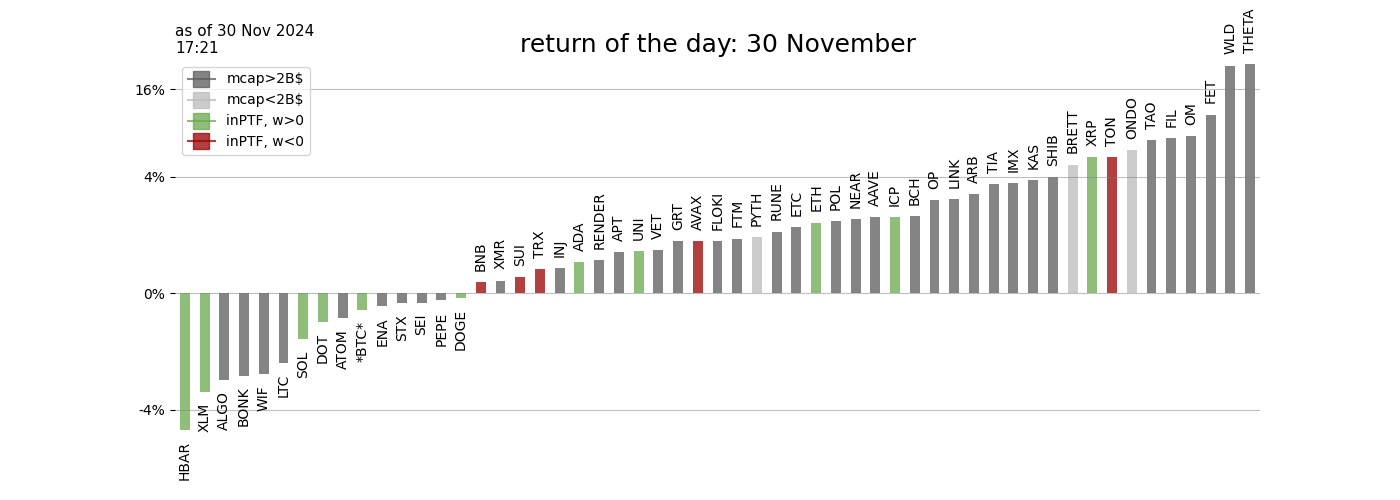 as of 30 Nov 2024
17:21
return of the day: 30 November
mcap>2B$
mcap<2B$
inPTF, w>0
inPTF, w<0
16%
4%
0%
-4%
HBAR
XLM
ALGO
BONK
WIF
LTC
SOL
DOT
ATOM
*BTC*
ENA
STX
SEI
PEPE
DOGE
BNB
XMR
SUI
TRX
INJ
ADA
RENDER
APT
UNI
VET
GRT
AVAX
FLOKI
FTM
PYTH
RUNE
ETC
ETH
POL
NEAR
AAVE
ICP
BCH
OP
LINK
ARB
TIA
IMX
KAS
SHIB
BRETT
XRP
TON
ONDO
TAO
FIL
OM
FET
WLD
THETA